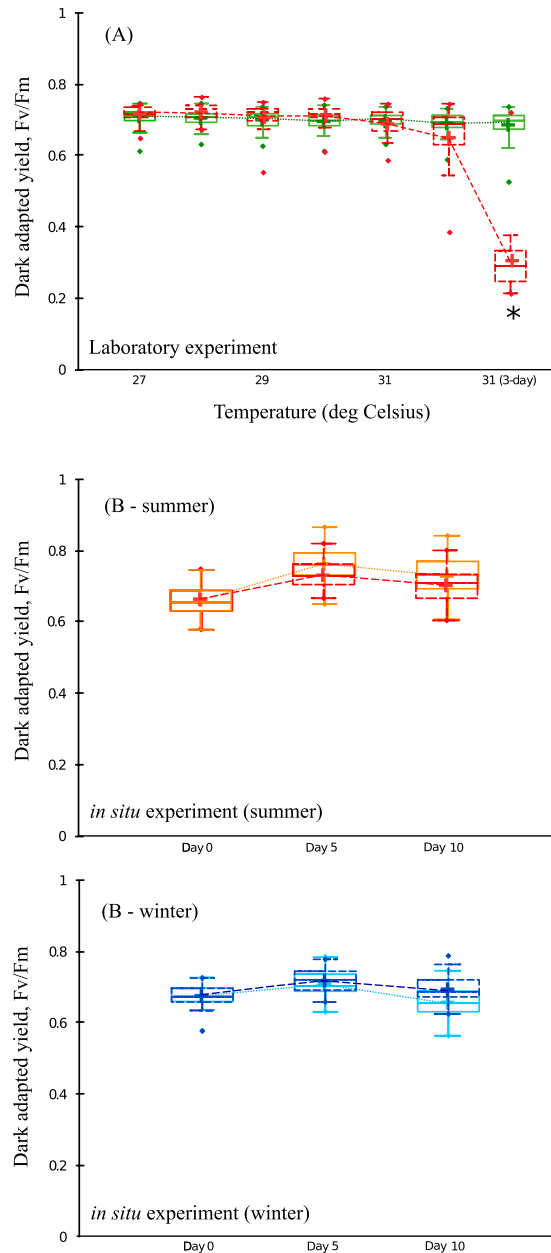 (A)
Dark adapted yield, Fv/Fm
1
0.8
0.6
0.4
0.2
0
*
Laboratory experiment
27
29
31
31 (3-day)
Temperature (deg Celsius)
(B - summer)
Dark adapted yield, Fv/Fm
1
0.8
0.6
0.4
0.2
0
in situ experiment (summer)
Day 0
Day 5
Day 10
(B - winter)
Dark adapted yield, Fv/Fm
1
0.8
0.6
0.4
0.2
0
in situ experiment (winter)
Day 0
Day 5
Day 10